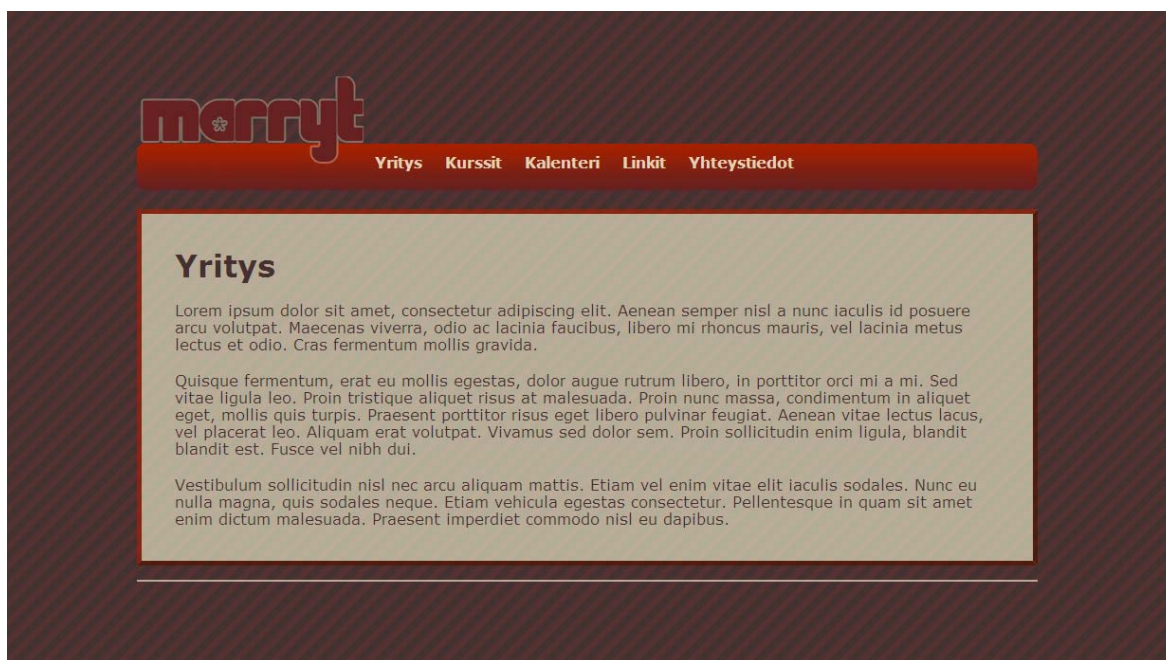 marryt
Yritys Kurssit Kalenteri Linkit Yhteystiedot
Yritys
Lorem ipsum dolor sit amet, consectetur adipiscing elit. Aenean semper nisl a nunc iaculis id posuere
arcu volutpat. Maecenas viverra, odio ac lacinia faucibus, libero mi rhoncus mauris, vel lacinia metus
lectus et odio. Cras fermentum mollis gravida.
Quisque fermentum, erat eu mollis egestas, dolor augue rutrum libero, in porttitor orci mi a mi. Sed
vitae ligula leo. Proin tristique aliquet risus at malesuada. Proin nunc massa, condimentum in aliquet
eget, mollis quis turpis. Praesent porttitor risus eget libero pulvinar feugiat. Aenean vitae lectus lacus,
vel placerat leo. Aliquam erat volutpat. Vivamus sed dolor sem. Proin sollicitudin enim ligula, blandit
blandit est. Fusce vel nibh dui.
Vestibulum sollicitudin nisl nec arcu aliquam mattis. Etiam vel enim vitae elit iaculis sodales. Nunc eu
nulla magna, quis sodales neque. Etiam vehicula egestas consectetur. Pellentesque in quam sit amet
enim dictum malesuada. Praesent imperdiet commodo nisl eu dapibus.